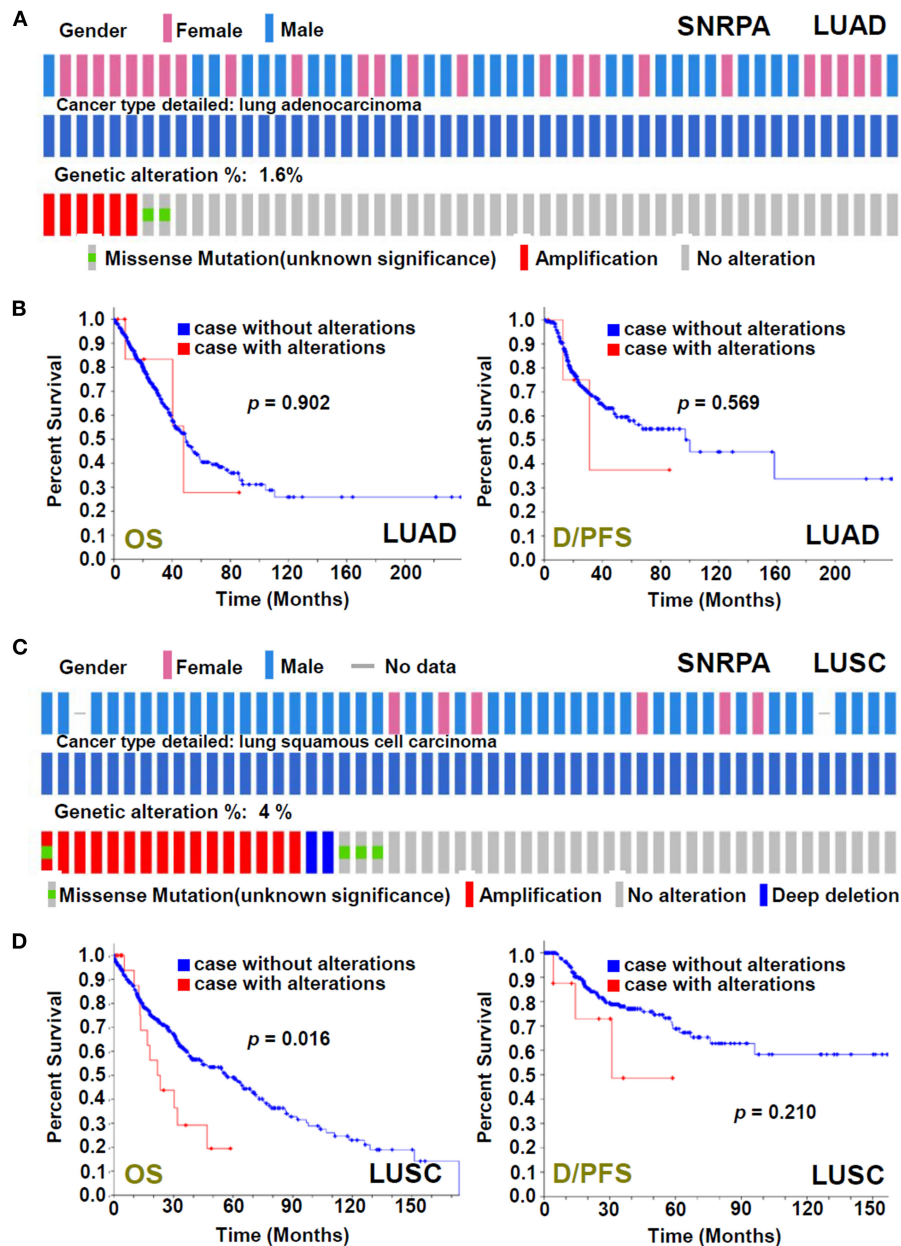 A
Gender Female Male SNRPA LUAD
Cancer type detailed: lung adenocarcinoma
Genetic alteration %: 1.6%
Missense Mutation(unknown significance) Amplification No alteration
B
Percent Survival
1.0
0.9
0.8
0.7
0.6
0.5
0.4
0.3
0.2
0.1
0.0
case without alterations
case with alterations
p = 0.902
OS
LUAD
0 40 80 120 160 200
Time (Months)
Percent Survival
1.0
0.9
0.8
0.7
0.6
0.5
0.4
0.3
0.2
0.1
0.0
case without alterations
case with alterations
p = 0.569
D/PFS
LUAD
0 40 80 120 160 200
Time (Months)
C
Gender Female Male No data SNRPA LUSC
Cancer type detailed: lung squamous cell carcinoma
Genetic alteration %: 4 %
Missense Mutation(unknown significance) Amplification No alteration Deep deletion
D
Percent Survival
1.0
0.9
0.8
0.7
0.6
0.5
0.4
0.3
0.2
0.1
0.0
case without alterations
case with alterations
p = 0.016
OS
LUSC
0 30 60 90 120 150
Time (Months)
Percent Survival
1.0
0.9
0.8
0.7
0.6
0.5
0.4
0.3
0.2
0.1
0.0
case without alterations
case with alterations
p = 0.210
D/PFS
LUSC
0 30 60 90 120 150
Time (Months)